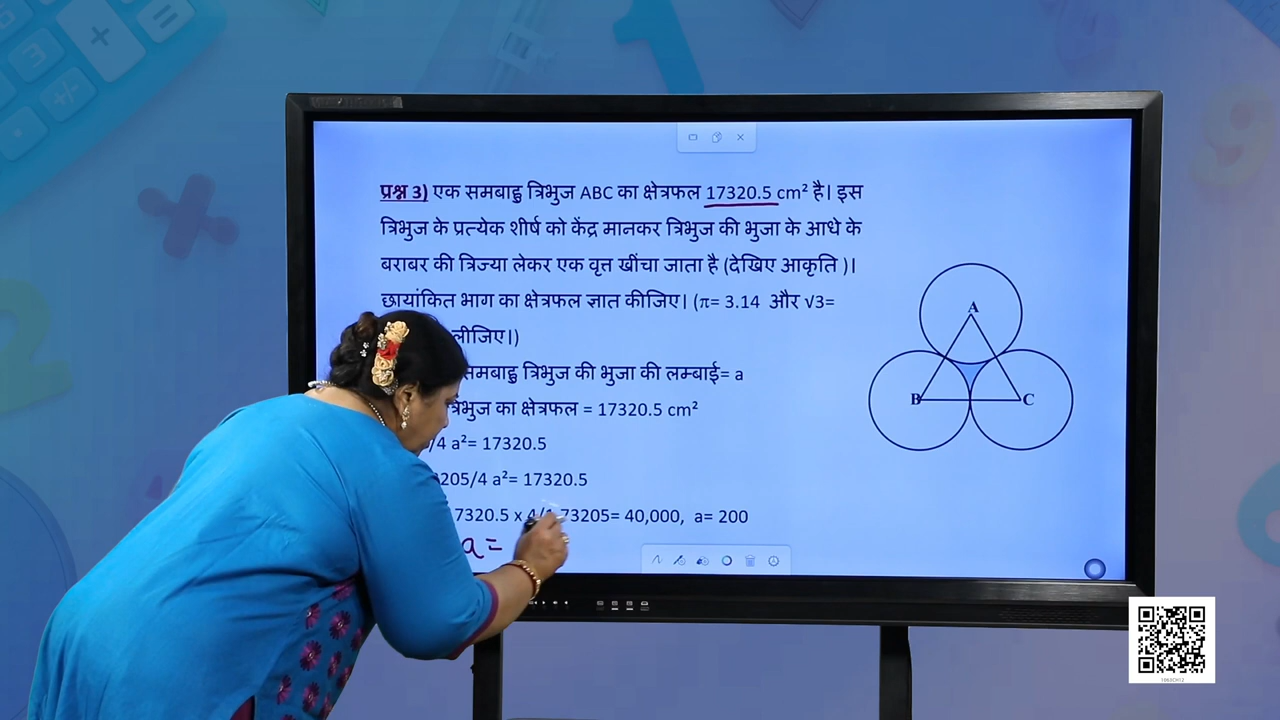 प्रश्न 3) एक समबाहु त्रिभुज ABC का क्षेत्रफल 17320.5 cm² है। इस
त्रिभुज के प्रत्येक शीर्ष को केंद्र मानकर त्रिभुज की भुजा के आधे के
बराबर की त्रिज्या लेकर एक वृत्त खींचा जाता है (देखिए आकृति )।
छायांकित भाग का क्षेत्रफल ज्ञात कीजिए। (π= 3.14 और √3=
लीजिए।)
समबाहु त्रिभुज की भुजा की लम्बाई= a
का क्षेत्रफल = 17320.5 cm²
/4 a²= 17320.5
205/4 a²= 17320.5
7320.5 x 73205= 40,000, a= 200
a=
A
B
C